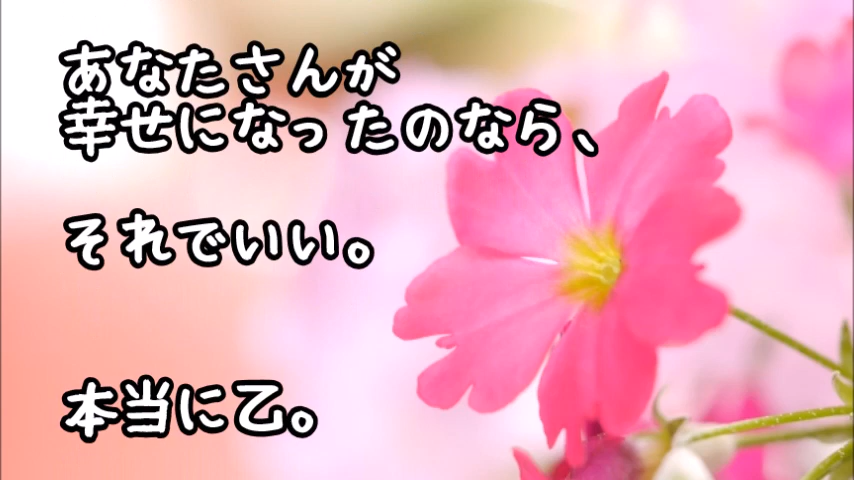 あなたさんが
幸せになったのなら、
それでいい。
本当に乙。